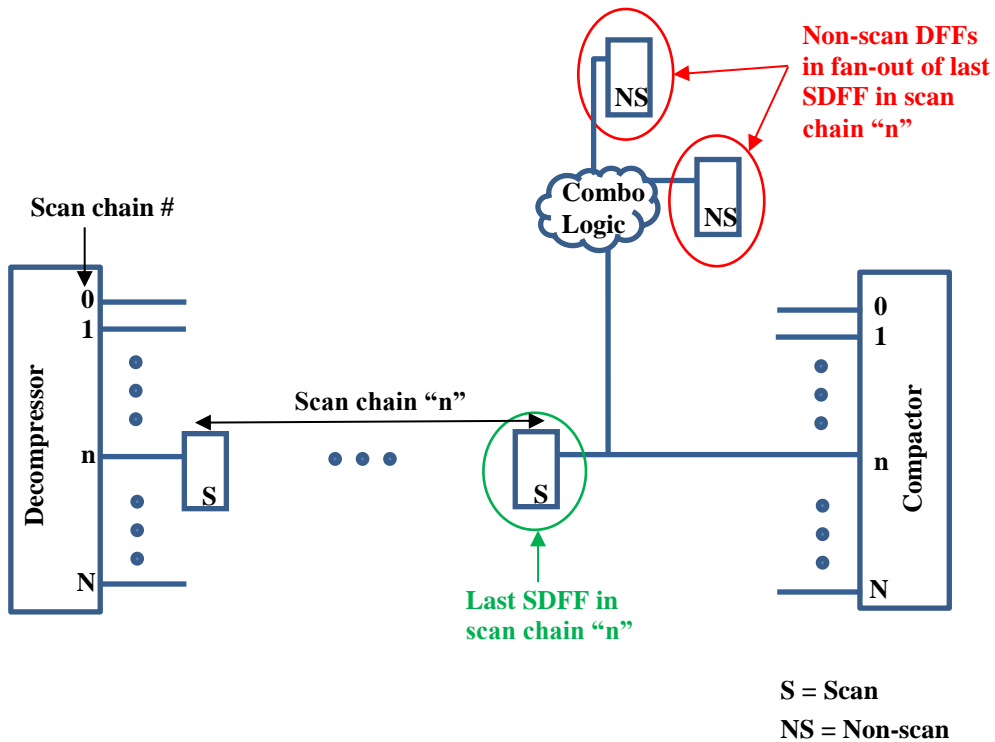 NS
Non-scan DFFs
in fan-out of last
SDFF in scan
chain “n”
NS
Combo
Logic
Scan chain #
Decompressor
0
1
n
N
Scan chain “n”
S
S
Last SDFF in
scan chain “n”
Compactor
0
1
n
N
S = Scan
NS = Non-scan